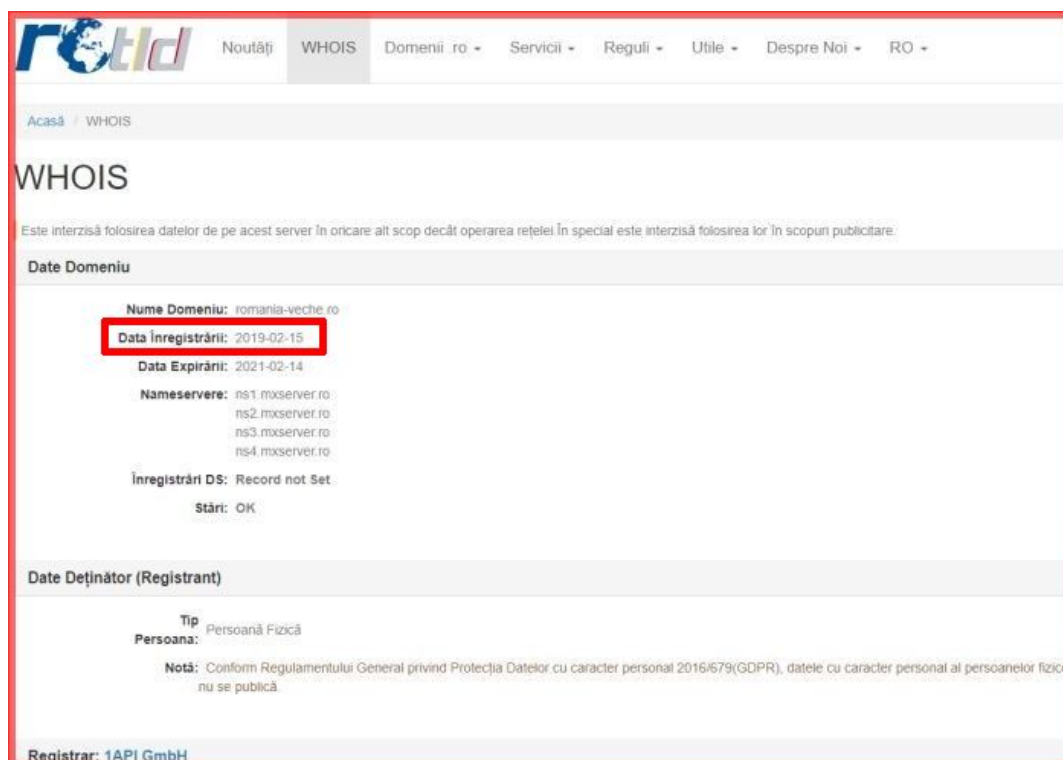 rotld
Noutăți WHOIS Domenii .ro Servicii Reguli Utile Despre Noi RO
Acasă / WHOIS
WHOIS
Este interzisă folosirea datelor de pe acest server în oricare alt scop decât operarea rețelei.În special este interzisă folosirea lor în scopuri publicitare.
Date Domeniu
Nume Domeniu: romania-veche.ro
Data Înregistrării: 2019-02-15
Data Expirării: 2021-02-14
Nameservere: ns1.mxserver.ro
ns2.mxserver.ro
ns3.mxserver.ro
ns4.mxserver.ro
Înregistrări DS: Record not Set
Stări: OK
Date Deținător (Registrant)
Tip
Persoana: Persoană Fizică
Notă: Conform Regulamentului General privind Protecția Datelor cu caracter personal 2016/679(GDPR), datele cu caracter personal al persoanelor fizice
nu se publică.
Registrar: 1API GmbH